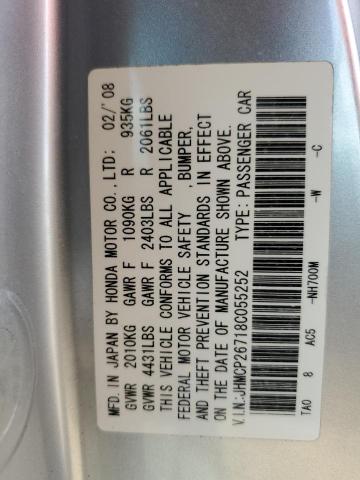 MFD.IN JAPAN BY HONDA MOTOR CO.,LTD; 02/'08
GVWR 2010KG GAWR F 1090KG R 935KG
GVWR 4431LBS GAWR F 2403LBS R 2061LBS
THIS VEHICLE CONFORMS TO ALL APPLICABLE
FEDERAL MOTOR VEHICLE SAFETY , BUMPER,
AND THEFT PREVENTION STANDARDS IN EFFECT
ON THE DATE OF MANUFACTURE SHOWN ABOVE.
V.I.N.:JHMCP26718C055252 TYPE: PASSENGER CAR
TA0 8 AC5 -NH700M -W -C